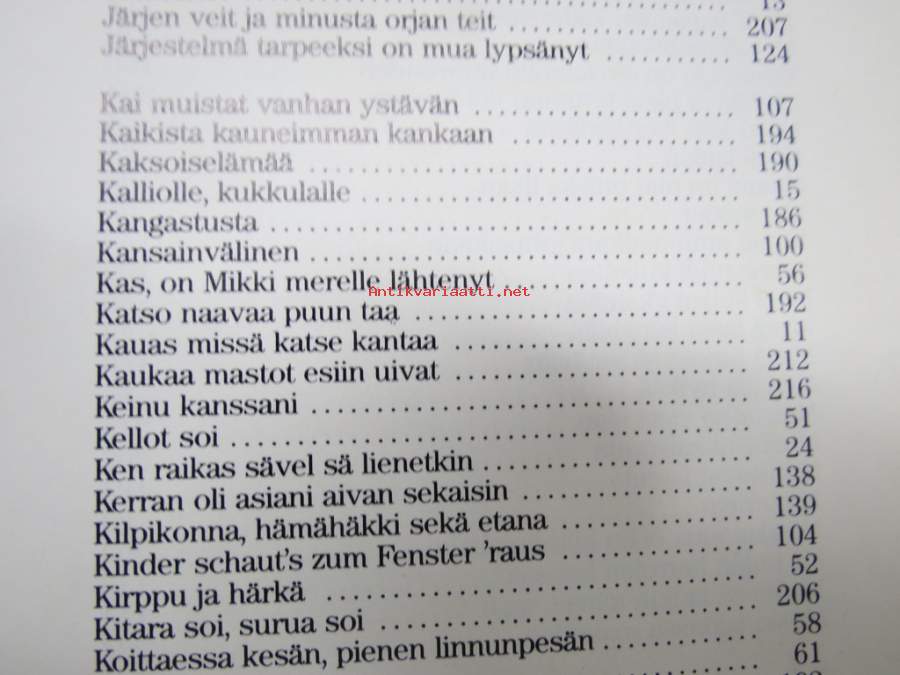 13
Järjen veit ja minusta orjan teit .................... 207
Järjestelmä tarpeeksi on mua lypsänyt ........... 124
Kai muistat vanhan ystävän ........................ 107
Kaikista kauneimman kankaan .................... 194
Kaksoiselämää ...................................... 190
Kalliolle, kukkulalle ................................. 15
Kangastusta .......................................... 186
Kansainvälinen ...................................... 100
Kas, on Mikki merelle lähtenyt ..................... 56
Antikvariaatti.net
Katso naavaa puun taa ............................. 192
Kauas missä katse kantaa ......................... 11
Kaukaa mastot esiin uivat ......................... 212
Keinu kanssani ...................................... 216
Kellot soi ............................................. 51
Ken raikas sävel sä lienetkin ....................... 24
Kerran oli asiani aivan sekaisin .................... 138
Kilpikonna, hämähäkki sekä etana ................ 139
Kinder schaut's zum Fenster 'raus ................ 104
Kirppu ja härkä ..................................... 52
Kitara soi, surua soi ................................ 206
Koittaessa kesän, pienen linnunpesän ............. 58
61